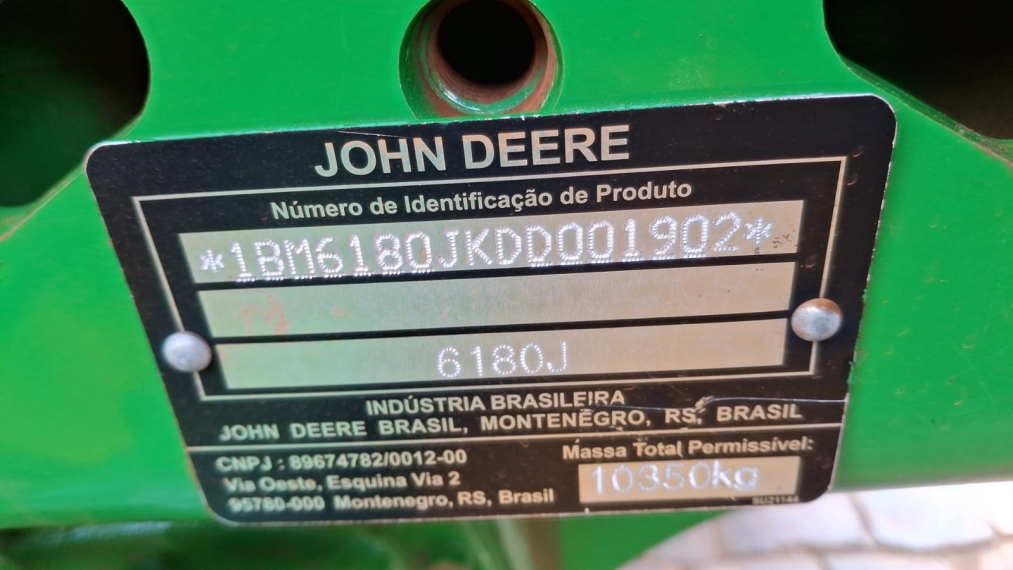 JOHN DEERE
Número de Identificação de Produto
*1BM6180JKDD001902*
6180J
INDÚSTRIA BRASILEIRA
JOHN DEERE BRASIL, MONTENEGRO, RS, BRASIL
CNPJ : 89674782/0012-00
Via Oeste, Esquina Via 2
95780-000 Montenegro, RS, Brasil
Massa Total Permissível:
10350kg
SU21144